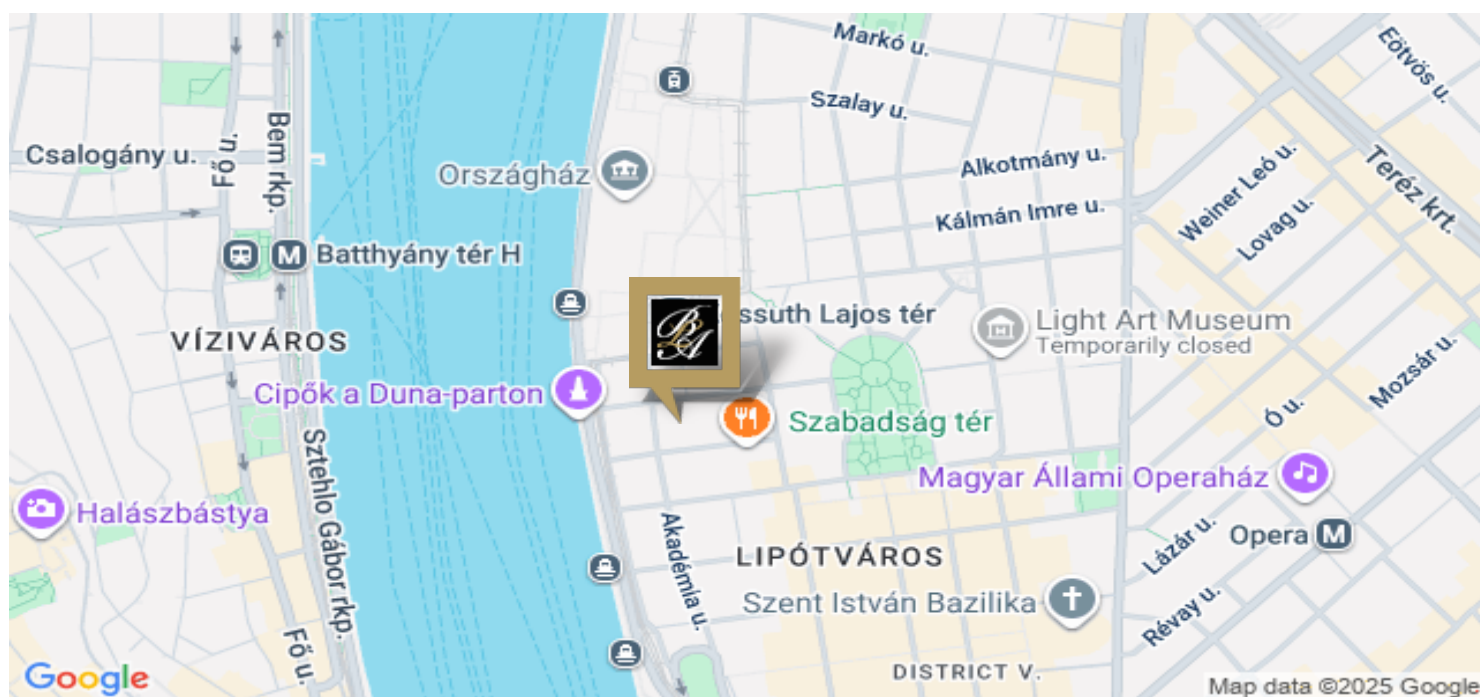 Markó u.
Eötvös u.
Szalay u.
Csalogány u.
Fő u.
Bem rkp.
Országház
Alkotmány u.
Weiner Leó u.
Teréz krt.
Kálmán Imre u.
Lovag u.
M Batthyány tér H
ssuth Lajos tér
BLA
Light Art Museum
Temporarily closed
VÍZIVÁROS
Mozsár u.
Cipők a Duna-parton
Szabadság tér
Ó u.
Sztehlo Gábor rkp.
Magyar Állami Operaház
Halászbástya
Akadémia u.
Lázár u.
Opera M
LIPÓTVÁROS
Szent István Bazilika
Révay u.
Fő u.
DISTRICT V.
Google
Map data ©2025 Google